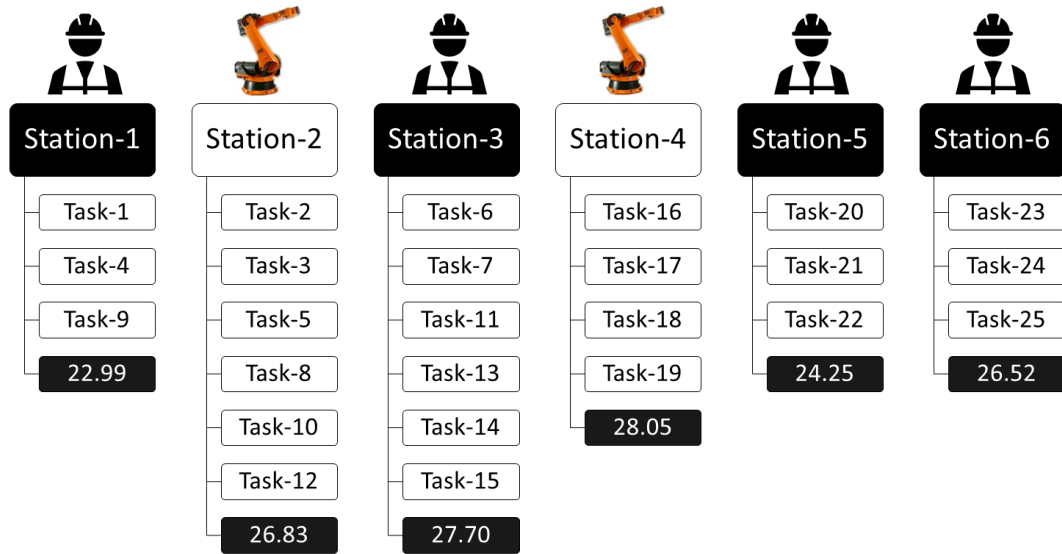 Station-1
Task-1
Task-4
Task-9
22.99
Station-2
Task-2
Task-3
Task-5
Task-8
Task-10
Task-12
26.83
Station-3
Task-6
Task-7
Task-11
Task-13
Task-14
Task-15
27.70
Station-4
Task-16
Task-17
Task-18
Task-19
28.05
Station-5
Task-20
Task-21
Task-22
24.25
Station-6
Task-23
Task-24
Task-25
26.52